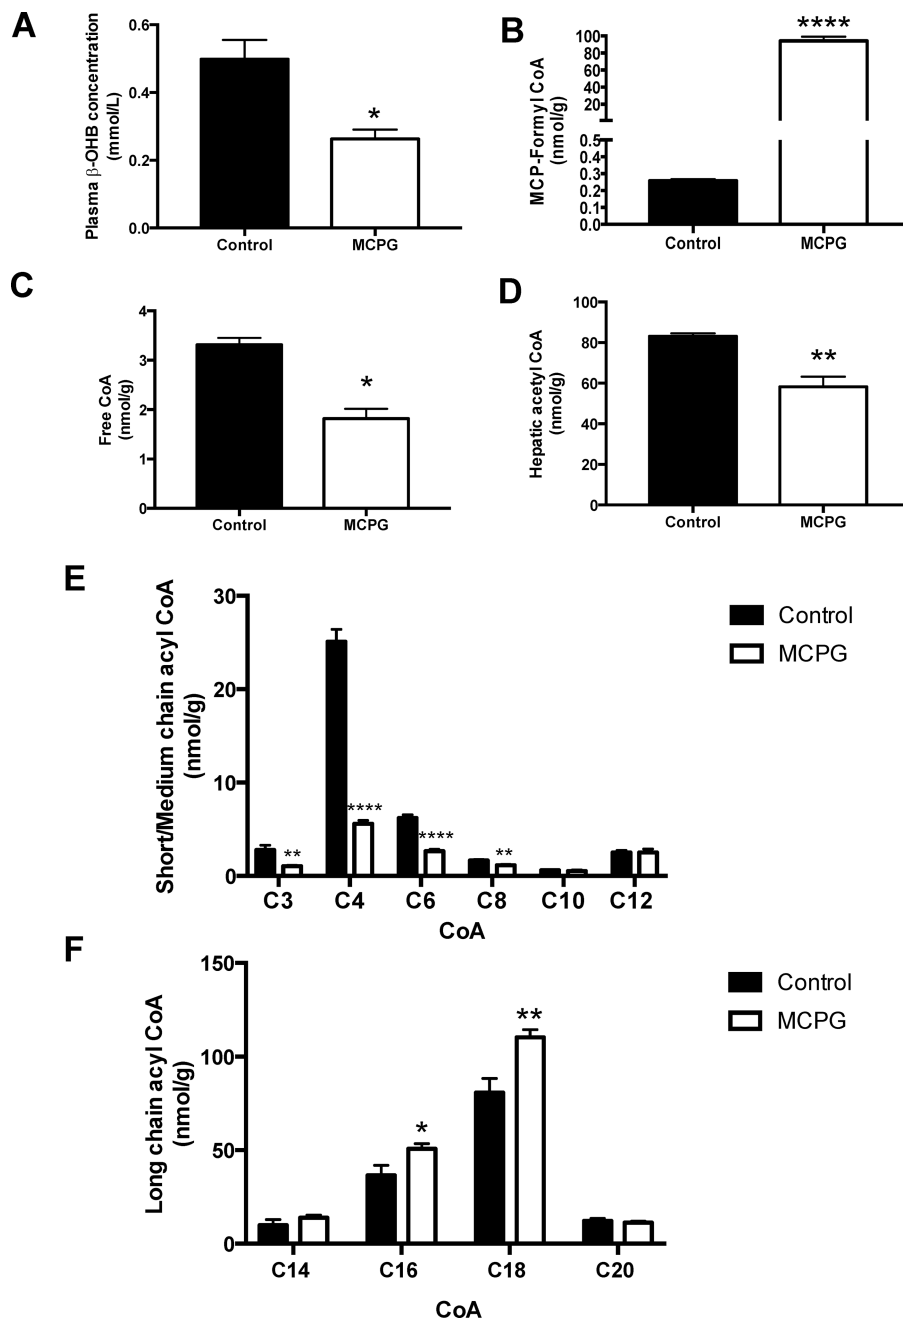 A
Plasma β-OHB concentration
(mmol/L)
0.6
0.4
0.2
0.0
*
Control
MCPG
B
MCP-Formyl CoA
(nmol/g)
100
80
60
40
20
0.5
0.4
0.3
0.2
0.1
0.0
****
Control
MCPG
C
Free CoA
(nmol/g)
4
3
2
1
0
*
Control
MCPG
D
Hepatic acetyl CoA
(nmol/g)
100
80
60
40
20
0
**
Control
MCPG
E
Short/Medium chain acyl CoA
(nmol/g)
30
20
10
0
**
****
****
**
C3
C4
C6
C8
C10
C12
CoA
Control
MCPG
F
Long chain acyl CoA
(nmol/g)
150
100
50
0
*
**
C14
C16
C18
C20
CoA
Control
MCPG